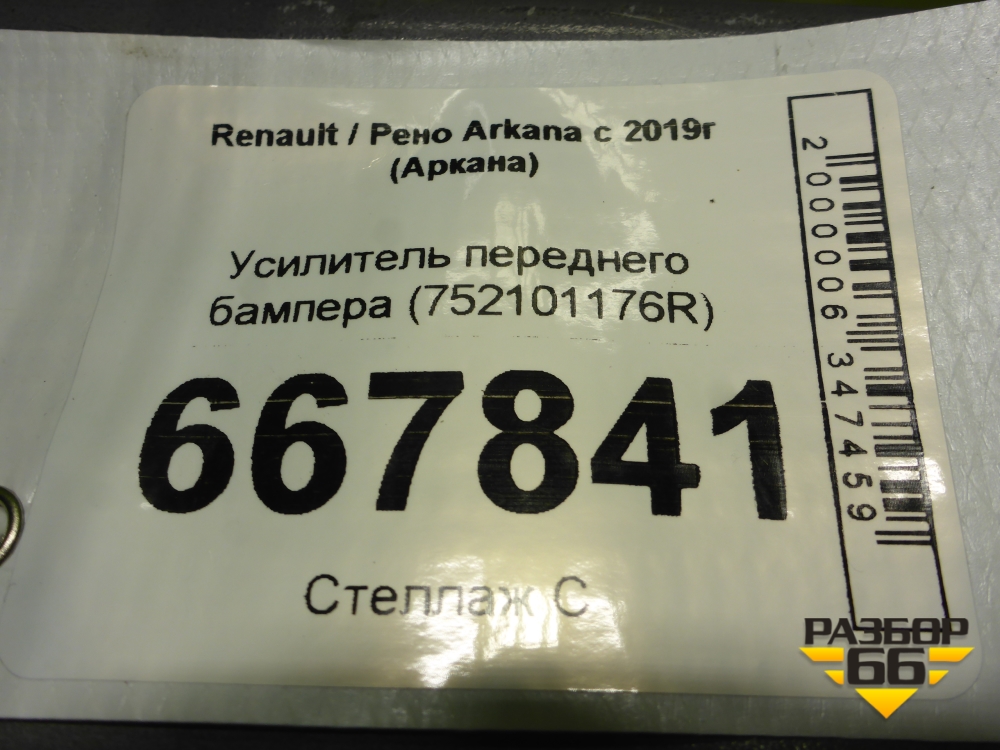 Renault / Рено Arkana с 2019г
(Аркана)
Усилитель переднего
бампера (752101176R)
667841
Стеллаж С
2000006347459
РАЗБОР
66